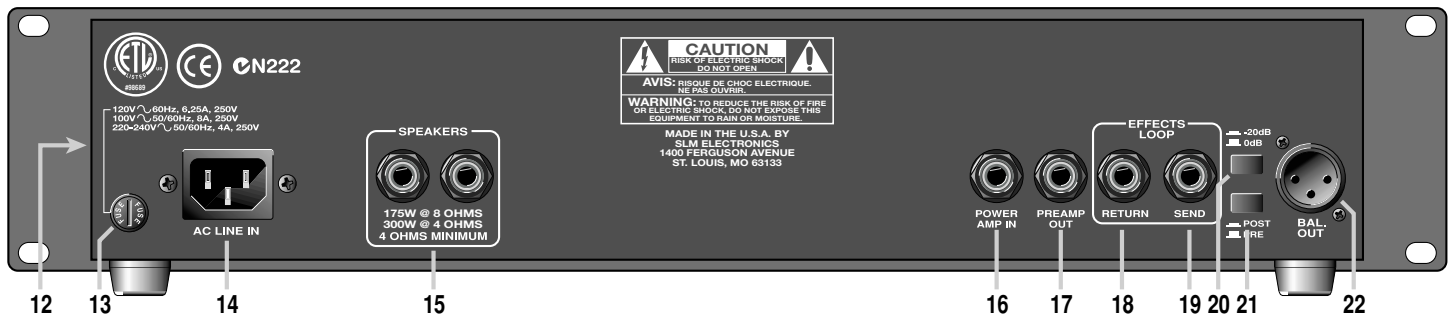 ETL
C US
LISTED
#98689
CE
N222
120V 60Hz, 6.25A, 250V
100V 50/60Hz, 8A, 250V
220-240V 50/60Hz, 4A, 250V
FUSE FUSE
AC LINE IN
SPEAKERS
175W @ 8 OHMS
300W @ 4 OHMS
4 OHMS MINIMUM
CAUTION
RISK OF ELECTRIC SHOCK
DO NOT OPEN
AVIS: RISQUE DE CHOC ELECTRIQUE.
NE PAS OUVRIR.
WARNING: TO REDUCE THE RISK OF FIRE
OR ELECTRIC SHOCK, DO NOT EXPOSE THIS
EQUIPMENT TO RAIN OR MOISTURE.
MADE IN THE U.S.A. BY
SLM ELECTRONICS
1400 FERGUSON AVENUE
ST. LOUIS, MO 63133
POWER
AMP IN
PREAMP
OUT
EFFECTS
LOOP
RETURN
SEND
-20dB
0dB
POST
PRE
BAL.
OUT
12
13
14
15
16
17
18
19
20
21
22